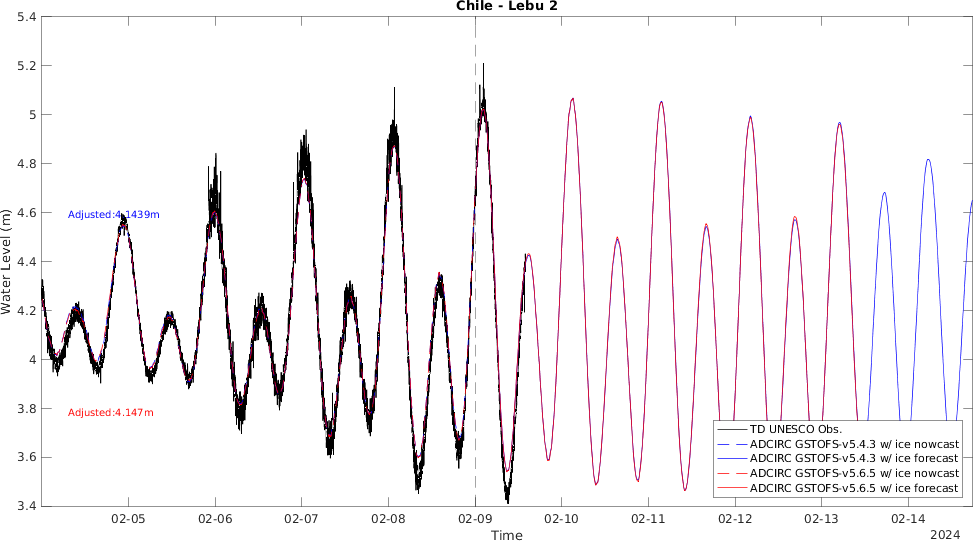 Chile - Lebu 2
5.4
5.2
5
4.8
4.6
4.4
4.2
4
3.8
3.6
3.4
Water Level (m)
Adjusted:4.1439m
Adjusted:4.147m
TD UNESCO Obs.
ADCIRC GSTOFS-v5.4.3 w/ ice nowcast
ADCIRC GSTOFS-v5.4.3 w/ ice forecast
ADCIRC GSTOFS-v5.6.5 w/ ice nowcast
ADCIRC GSTOFS-v5.6.5 w/ ice forecast
02-05 02-06 02-07 02-08 02-09 02-10 02-11 02-12 02-13 02-14
Time
2024